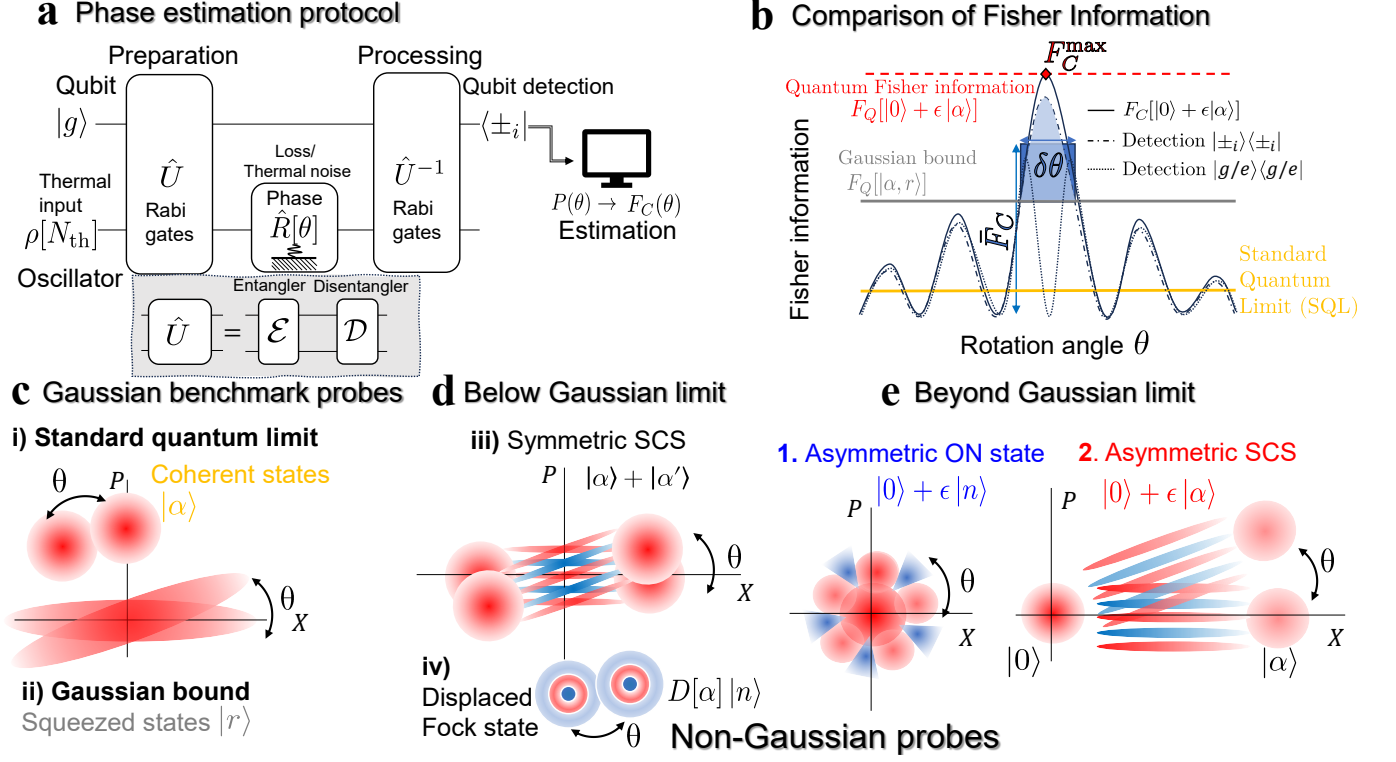 a Phase estimation protocol
Preparation
Processing
Qubit
|g⟩
Qubit detection
⟨±ᵢ|
Thermal
input
ρ[N_th]
Oscillator
Û
Rabi
gates
Loss/
Thermal noise
Phase
R̂[θ]
Û⁻¹
Rabi
gates
P(θ) → F_C(θ)
Estimation
Entangler Disentangler
Û = ℰ 𝒟
b Comparison of Fisher Information
F_C^max
Quantum Fisher information
F_Q[|0⟩ + ϵ|α⟩]
F_C[|0⟩ + ϵ|α⟩]
Detection |±ᵢ⟩⟨±ᵢ|
Detection |g/e⟩⟨g/e|
Gaussian bound
F_Q[|α, r⟩]
δθ
F̄_C
Fisher information
Standard
Quantum
Limit (SQL)
Rotation angle θ
c Gaussian benchmark probes
i) Standard quantum limit
θ
P
Coherent states
|α⟩
θ
X
ii) Gaussian bound
Squeezed states |r⟩
d Below Gaussian limit
iii) Symmetric SCS
P
|α⟩ + |α′⟩
θ
X
iv)
Displaced
Fock state
D[α]|n⟩
θ
e Beyond Gaussian limit
1. Asymmetric ON state
|0⟩ + ϵ|n⟩
P
θ
X
2. Asymmetric SCS
|0⟩ + ϵ|α⟩
P
θ
X
|0⟩
|α⟩
Non-Gaussian probes